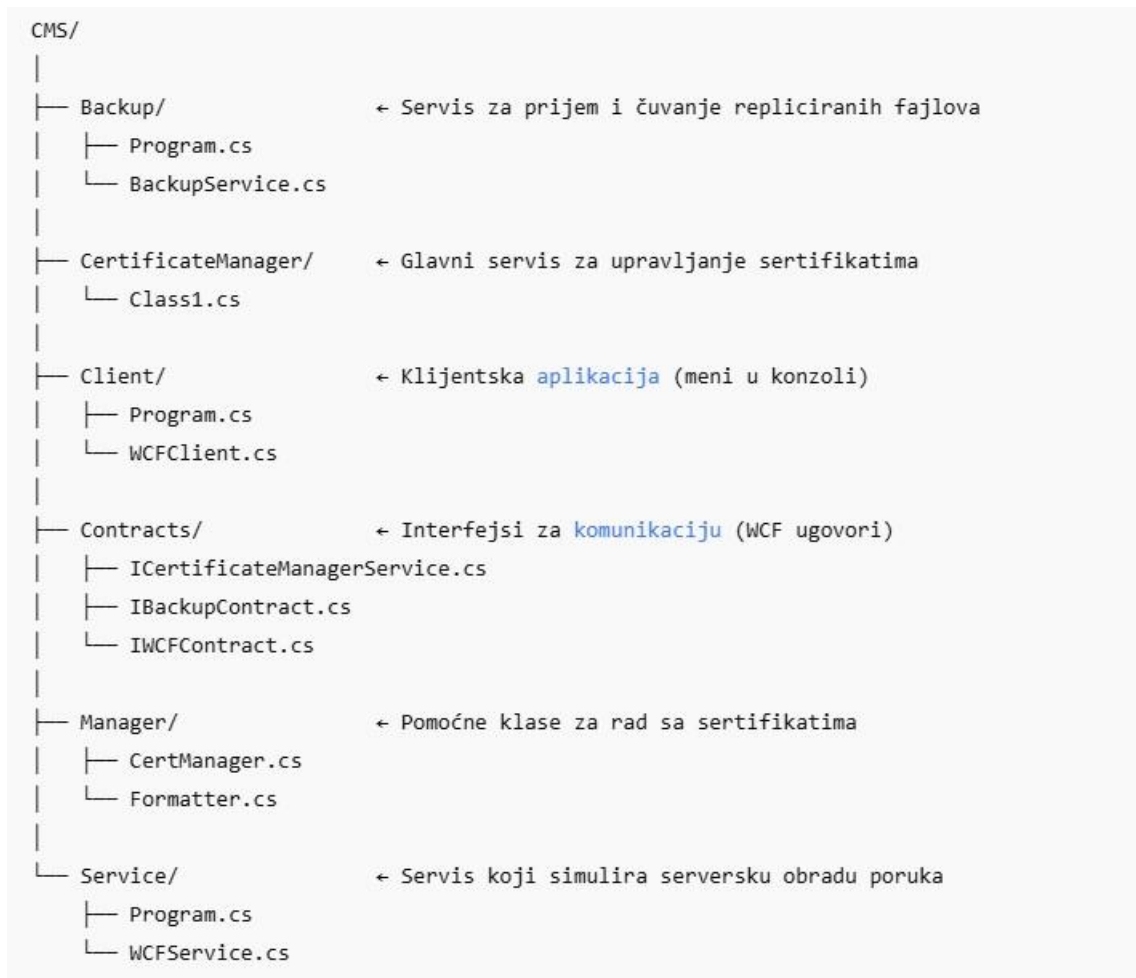 CMS/
│
├── Backup/ ← Servis za prijem i čuvanje repliciranih fajlova
│ ├── Program.cs
│ └── BackupService.cs
│
├── CertificateManager/ ← Glavni servis za upravljanje sertifikatima
│ └── Class1.cs
│
├── Client/ ← Klijentska aplikacija (meni u konzoli)
│ ├── Program.cs
│ └── WCFClient.cs
│
├── Contracts/ ← Interfejsi za komunikaciju (WCF ugovori)
│ ├── ICertificateManagerService.cs
│ ├── IBackupContract.cs
│ └── IWCFContract.cs
│
├── Manager/ ← Pomoćne klase za rad sa sertifikatima
│ ├── CertManager.cs
│ └── Formatter.cs
│
└── Service/ ← Servis koji simulira serversku obradu poruka
├── Program.cs
└── WCFService.cs